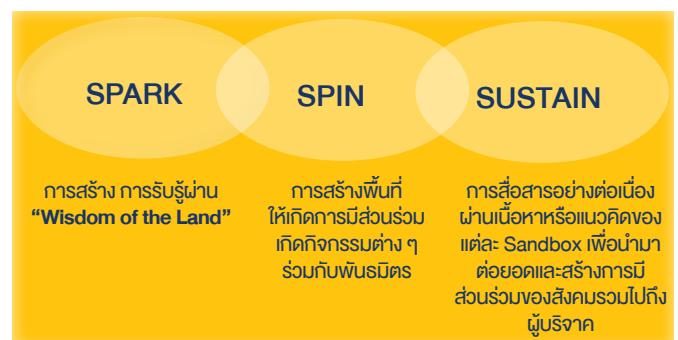 SPARK
SPIN
SUSTAIN
การสร้าง การรับรู้ผ่าน
“Wisdom of the Land”
การสร้างพื้นที่
ให้เกิดการมีส่วนร่วม
เกิดกิจกรรมต่าง ๆ
ร่วมกับพันธมิตร
การสื่อสารอย่างต่อเนื่อง
ผ่านเนื้อหาหรือแนวคิดของ
แต่ละ Sandbox เพื่อนำมา
ต่อยอดและสร้างการมี
ส่วนร่วมของสังคมรวมไปถึง
ผู้บริจาค